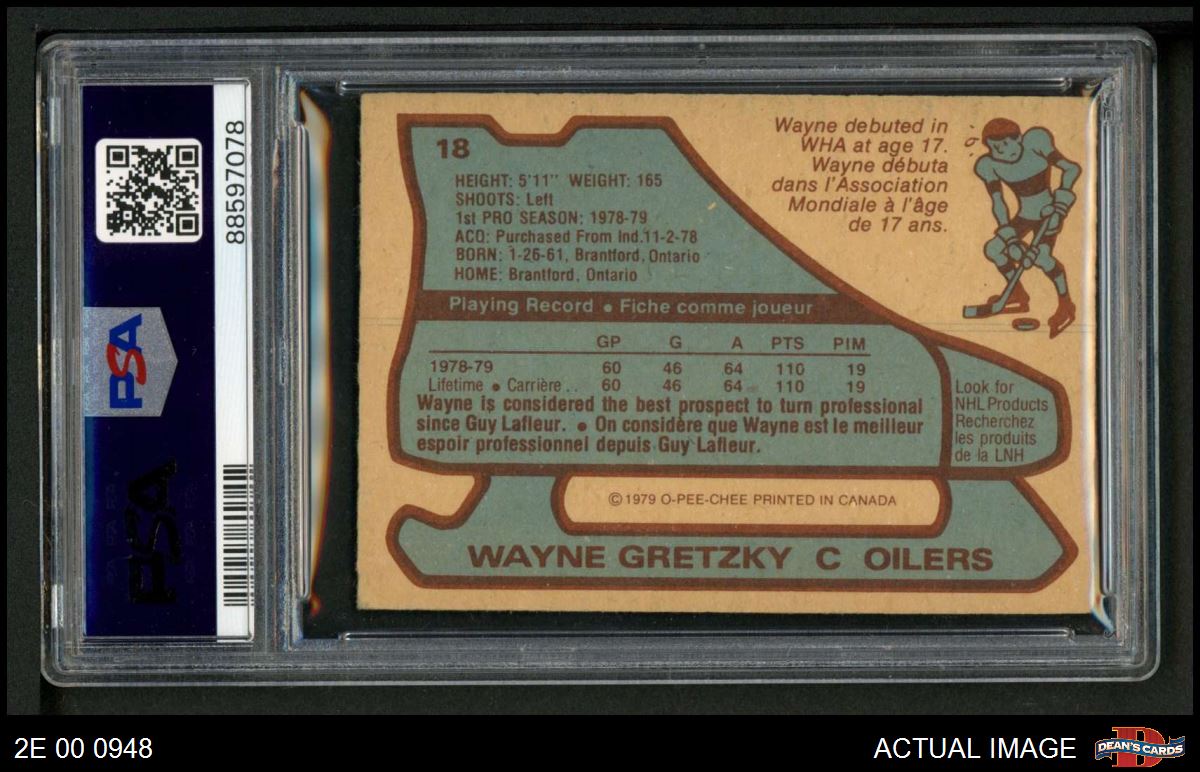 88597078
PSA
PSA
18
HEIGHT: 5'11" WEIGHT: 165
SHOOTS: Left
1st PRO SEASON: 1978-79
ACQ: Purchased From Ind.11-2-78
BORN: 1-26-61, Brantford, Ontario
HOME: Brantford, Ontario
Wayne debuted in
WHA at age 17.
Wayne débuta
dans l'Association
Mondiale à l'âge
de 17 ans.
Playing Record • Fiche comme joueur
GP G A PTS PIM
1978-79 60 46 64 110 19
Lifetime • Carrière .. 60 46 64 110 19
Wayne is considered the best prospect to turn professional
since Guy Lafleur. • On considère que Wayne est le meilleur
espoir professionnel depuis Guy Lafleur.
Look for
NHL Products
Recherchez
les produits
de la LNH
©1979 O-PEE-CHEE PRINTED IN CANADA
WAYNE GRETZKY C OILERS
2E 00 0948
ACTUAL IMAGE
D
DEAN'S CARDS